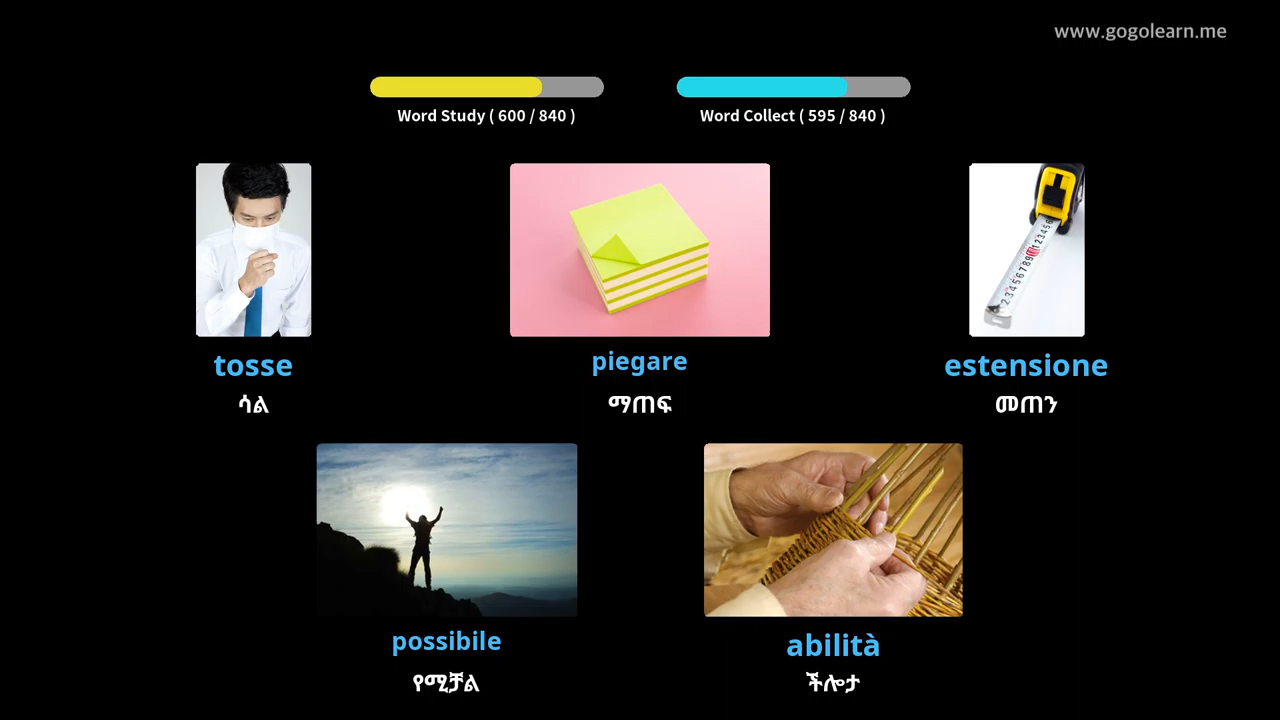 www.gogolearn.me
Word Study ( 600 / 840 )
Word Collect ( 595 / 840 )
tosse
ሳል
piegare
ማጠፍ
estensione
መጠን
possibile
የሚቻል
abilità
ችሎታ